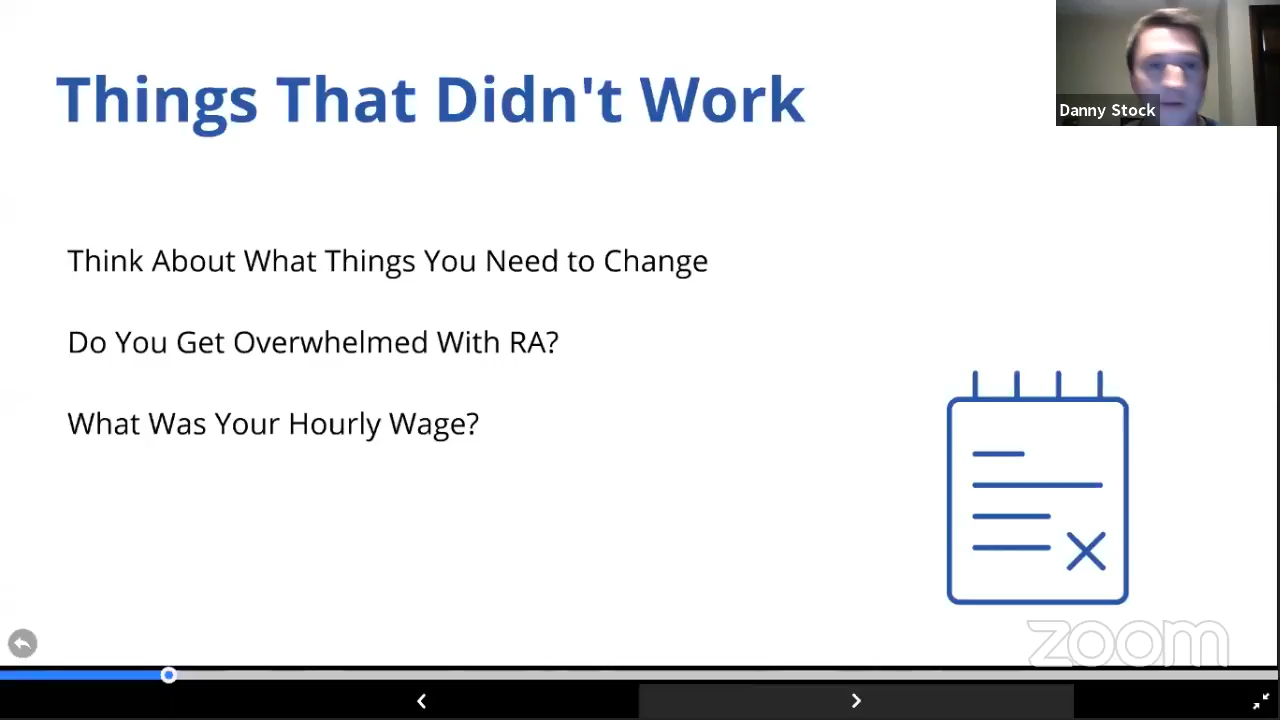 Things That Didn't Work
Danny Stock
Think About What Things You Need to Change
Do You Get Overwhelmed With RA?
What Was Your Hourly Wage?
zoom